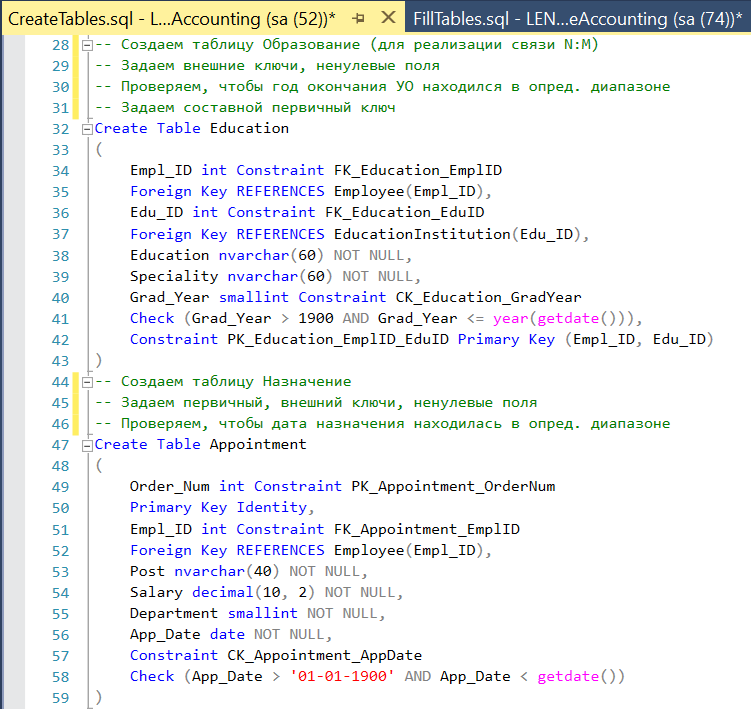 CreateTables.sql - L...Accounting (sa (52))* FillTables.sql - LEN...eAccounting (sa (74))*
28 -- Создаем таблицу Образование (для реализации связи N:M)
29 -- Задаем внешние ключи, ненулевые поля
30 -- Проверяем, чтобы год окончания УО находился в опред. диапазоне
31 -- Задаем составной первичный ключ
32 Create Table Education
33 (
34 Empl_ID int Constraint FK_Education_EmplID
35 Foreign Key REFERENCES Employee(Empl_ID),
36 Edu_ID int Constraint FK_Education_EduID
37 Foreign Key REFERENCES EducationInstitution(Edu_ID),
38 Education nvarchar(60) NOT NULL,
39 Speciality nvarchar(60) NOT NULL,
40 Grad_Year smallint Constraint CK_Education_GradYear
41 Check (Grad_Year > 1900 AND Grad_Year <= year(getdate())),
42 Constraint PK_Education_EmplID_EduID Primary Key (Empl_ID, Edu_ID)
43 )
44 -- Создаем таблицу Назначение
45 -- Задаем первичный, внешний ключи, ненулевые поля
46 -- Проверяем, чтобы дата назначения находилась в опред. диапазоне
47 Create Table Appointment
48 (
49 Order_Num int Constraint PK_Appointment_OrderNum
50 Primary Key Identity,
51 Empl_ID int Constraint FK_Appointment_EmplID
52 Foreign Key REFERENCES Employee(Empl_ID),
53 Post nvarchar(40) NOT NULL,
54 Salary decimal(10, 2) NOT NULL,
55 Department smallint NOT NULL,
56 App_Date date NOT NULL,
57 Constraint CK_Appointment_AppDate
58 Check (App_Date > '01-01-1900' AND App_Date < getdate())
59 )